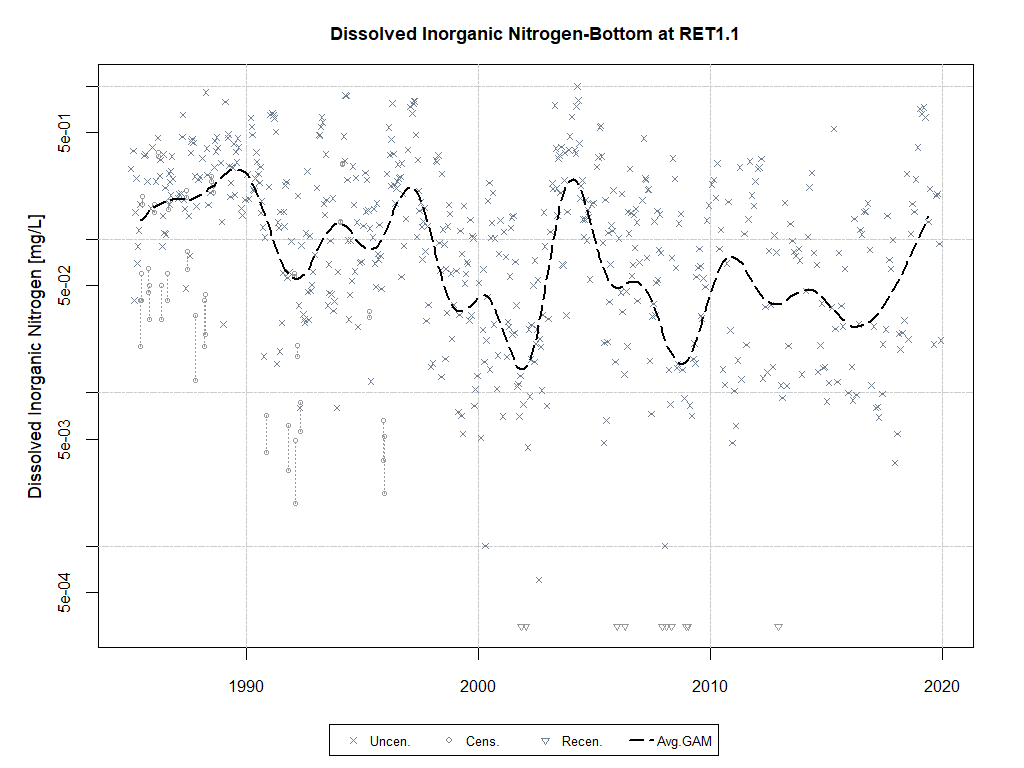 Dissolved Inorganic Nitrogen-Bottom at RET1.1
Dissolved Inorganic Nitrogen [mg/L]
5e-01
5e-02
5e-03
5e-04
1990 2000 2010 2020
Uncen. Cens. Recen. Avg.GAM